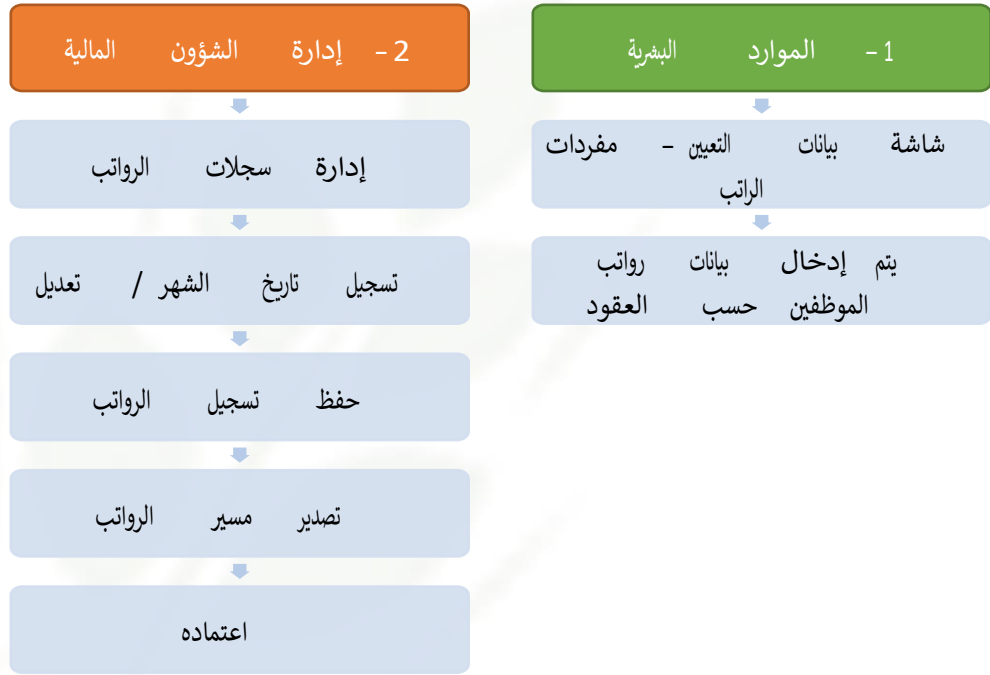 1- الموارد البشرية
شاشة بيانات التعيين – مفردات
الراتب
يتم إدخال بيانات رواتب
الموظفين حسب العقود
2- إدارة الشؤون المالية
إدارة سجلات الرواتب
تسجيل تاريخ الشهر / تعديل
حفظ تسجيل الرواتب
تصدير مسير الرواتب
اعتماده